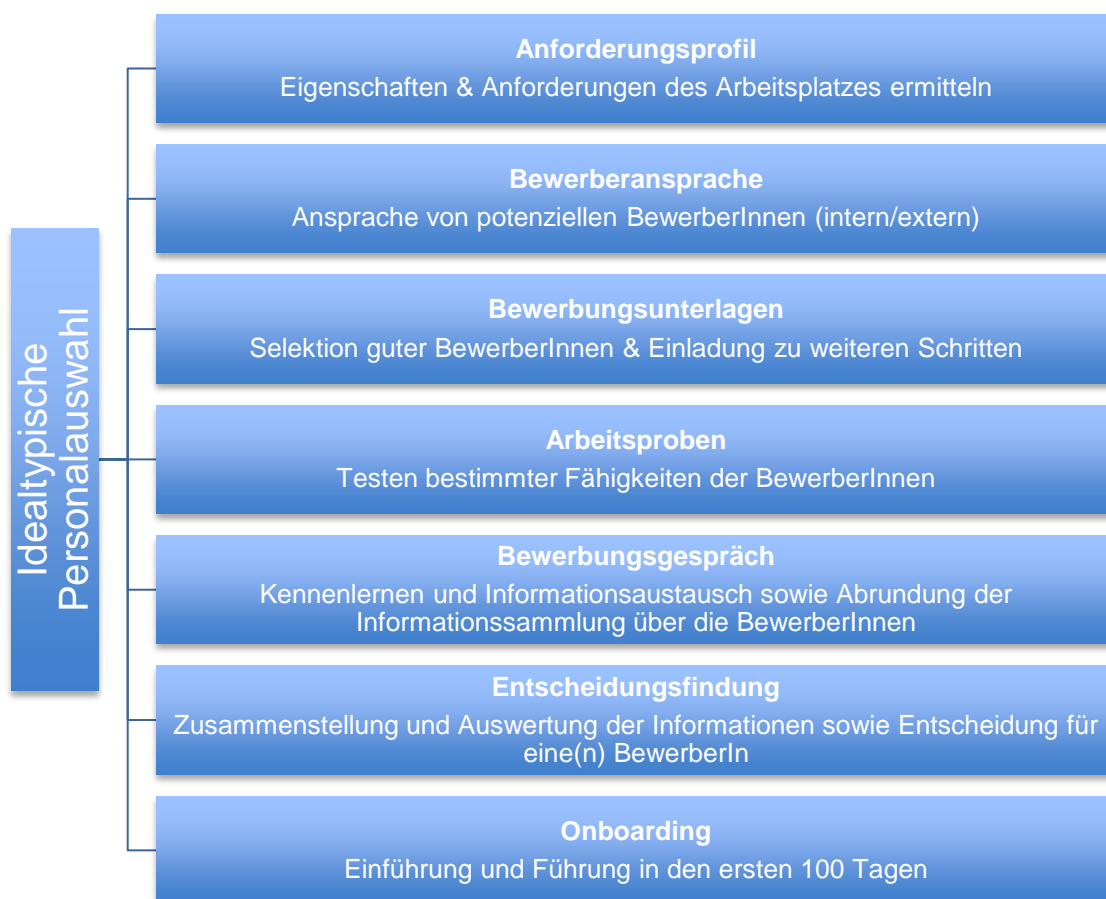 Idealtypische
Personalauswahl
Anforderungsprofil
Eigenschaften & Anforderungen des Arbeitsplatzes ermitteln
Bewerberansprache
Ansprache von potenziellen BewerberInnen (intern/extern)
Bewerbungsunterlagen
Selektion guter BewerberInnen & Einladung zu weiteren Schritten
Arbeitsproben
Testen bestimmter Fähigkeiten der BewerberInnen
Bewerbungsgespräch
Kennenlernen und Informationsaustausch sowie Abrundung der
Informationssammlung über die BewerberInnen
Entscheidungsfindung
Zusammenstellung und Auswertung der Informationen sowie Entscheidung für
eine(n) BewerberIn
Onboarding
Einführung und Führung in den ersten 100 Tagen